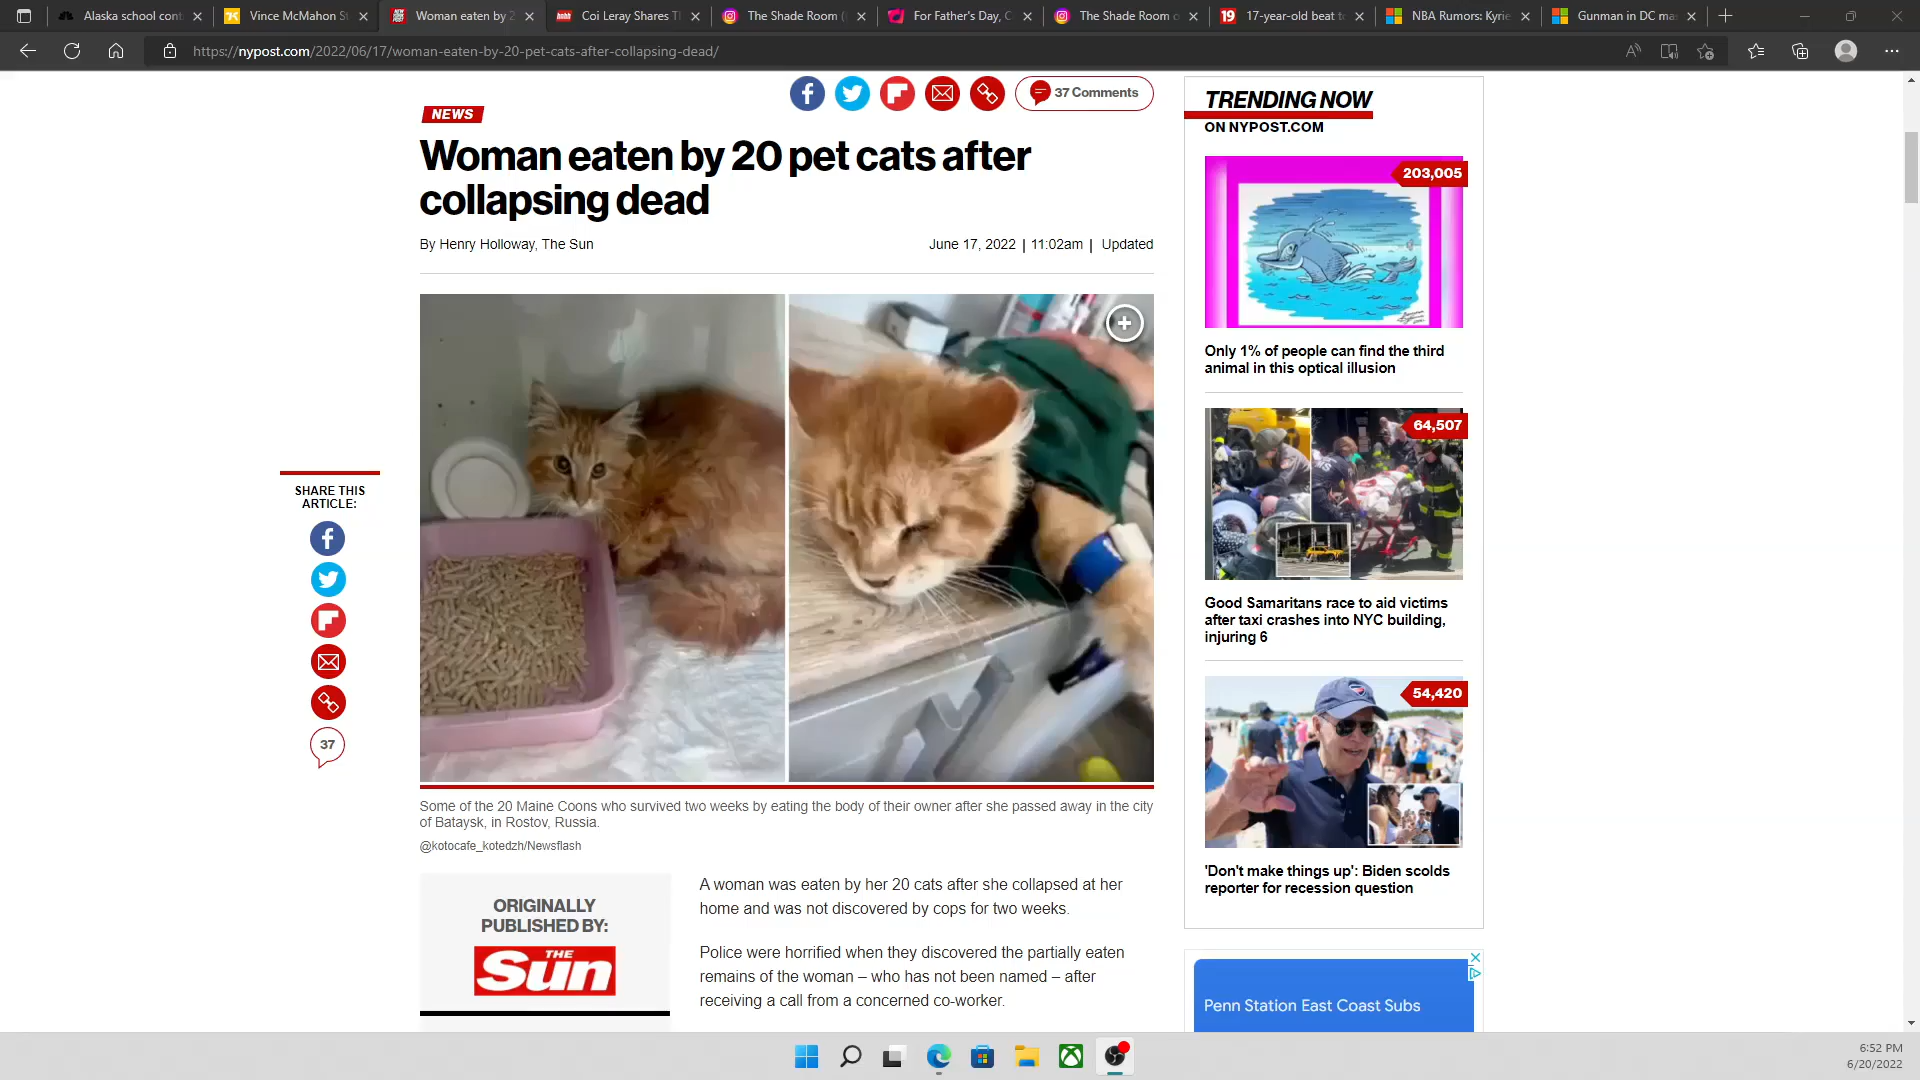 Alaska school cont
Vince McMahon S
Woman eaten by 2
Coi Leray Shares T
The Shade Room (
For Father's Day, C
The Shade Room o
17-year-old beat t
NBA Rumors: Kyrie
Gunman in DC ma
https://nypost.com/2022/06/17/woman-eaten-by-20-pet-cats-after-collapsing-dead/
37 Comments
NEWS
Woman eaten by 20 pet cats after
collapsing dead
By Henry Holloway, The Sun
June 17, 2022 | 11:02am | Updated
SHARE THIS
ARTICLE:
37
Some of the 20 Maine Coons who survived two weeks by eating the body of their owner after she passed away in the city
of Bataysk, in Rostov, Russia.
@kotocafe_kotedzh/Newsflash
ORIGINALLY
PUBLISHED BY:
THE
Sun
A woman was eaten by her 20 cats after she collapsed at her
home and was not discovered by cops for two weeks.
Police were horrified when they discovered the partially eaten
remains of the woman – who has not been named – after
receiving a call from a concerned co-worker.
TRENDING NOW
ON NYPOST.COM
203,005
Only 1% of people can find the third
animal in this optical illusion
64,507
Good Samaritans race to aid victims
after taxi crashes into NYC building,
injuring 6
54,420
'Don't make things up': Biden scolds
reporter for recession question
Penn Station East Coast Subs
6:52 PM
6/20/2022